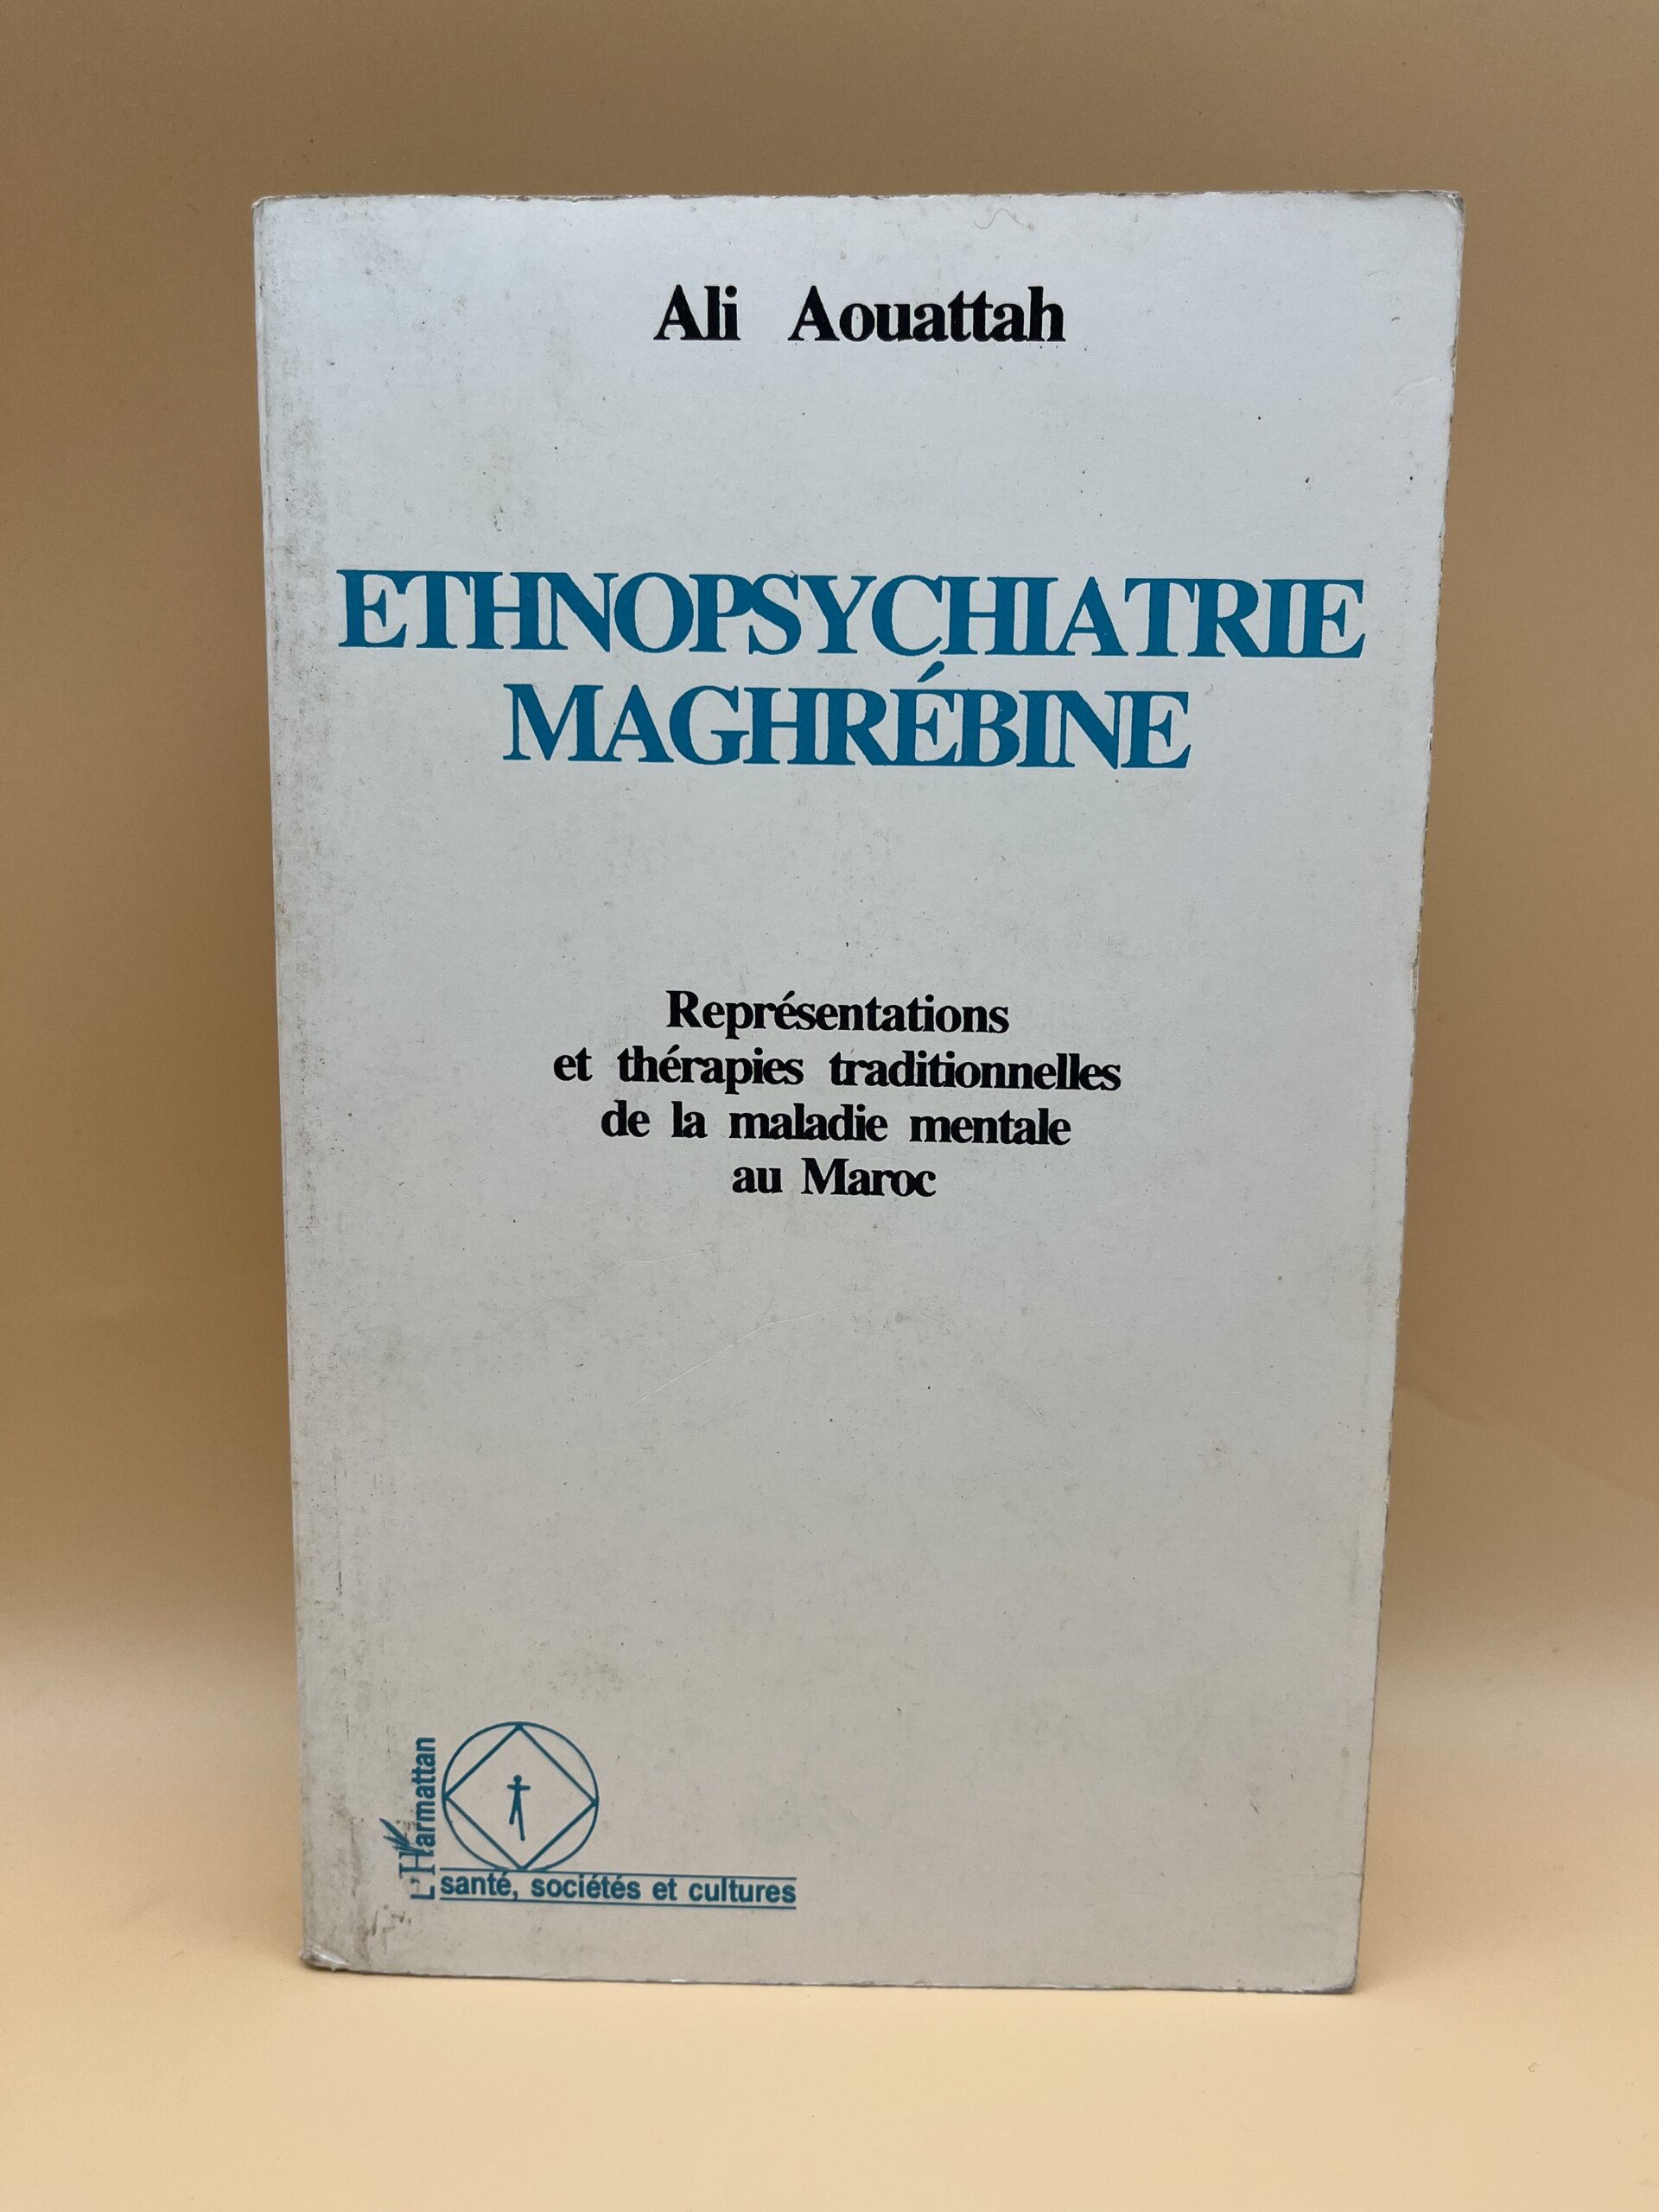 Ali Aouattah
ETHNOPSYCHIATRIE
MAGHRÉBINE
Représentations
et thérapies traditionnelles
de la maladie mentale
au Maroc
L'Harmattan
santé, sociétés et cultures